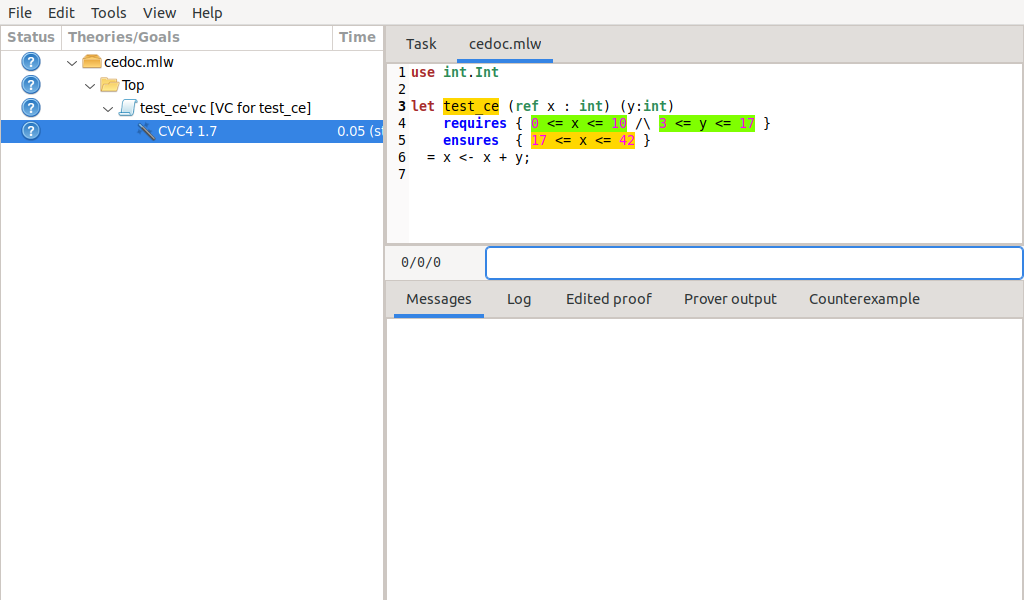 File Edit Tools View Help
Status Theories/Goals Time
cedoc.mlw
Top
test_ce'vc [VC for test_ce]
CVC4 1.7 0.05 (st
Task cedoc.mlw
1 use int.Int
2
3 let test_ce (ref x : int) (y:int)
4 requires { 0 <= x <= 10 /\ 3 <= y <= 17 }
5 ensures { 17 <= x <= 42 }
6 = x <- x + y;
7
0/0/0
Messages Log Edited proof Prover output Counterexample